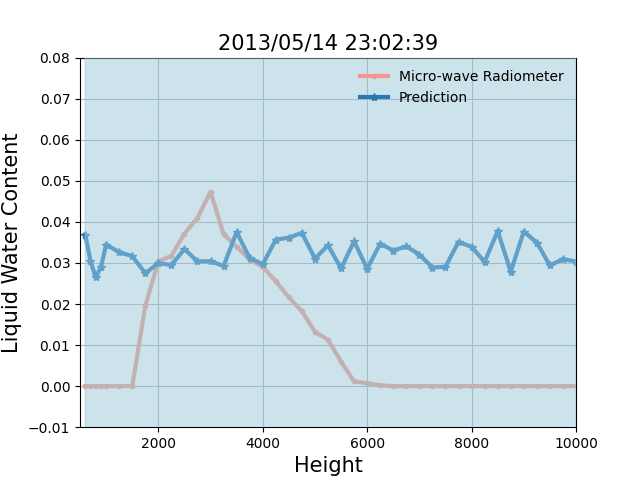 2013/05/14 23:02:39
Micro-wave Radiometer
Prediction
Liquid Water Content
0.08
0.07
0.06
0.05
0.04
0.03
0.02
0.01
0.00
−0.01
2000 4000 6000 8000 10000
Height